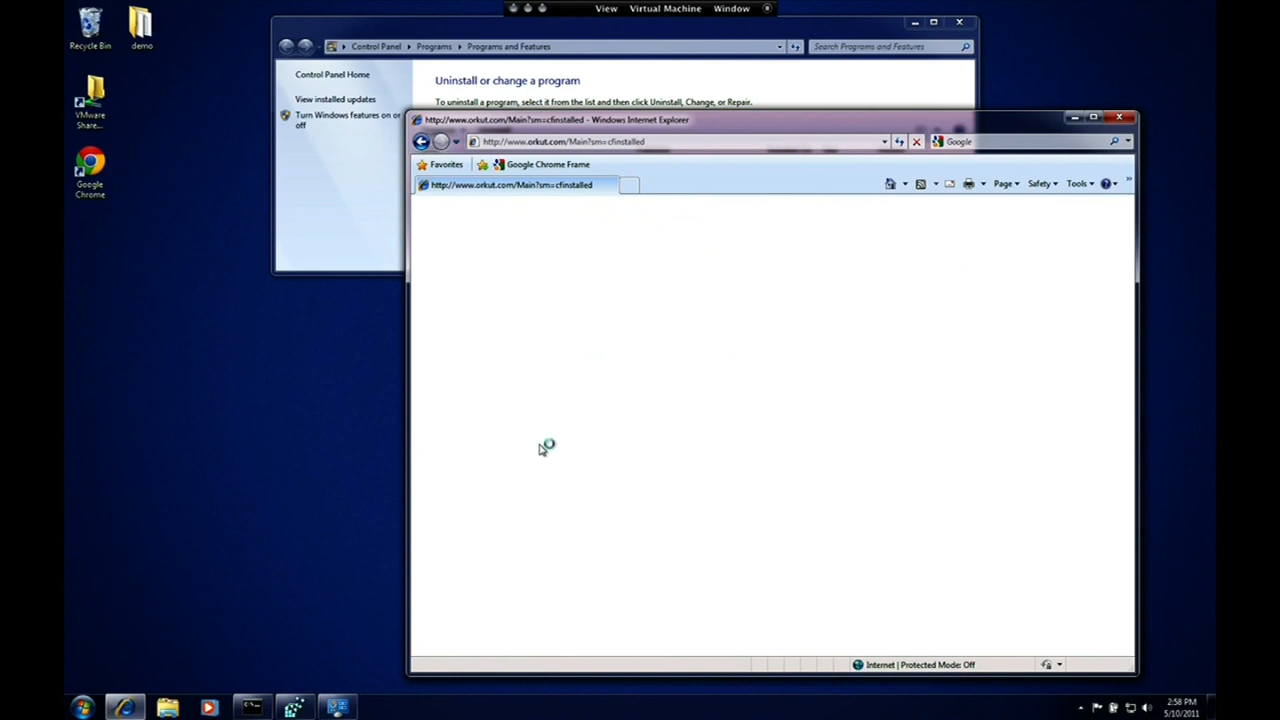 View Virtual Machine Window
Recycle Bin
demo
VMware Share...
Google Chrome
Control Panel Programs Programs and Features
Search Programs and Features
Control Panel Home
View installed updates
Turn Windows features on or off
Uninstall or change a program
To uninstall a program, select it from the list and then click Uninstall, Change, or Repair.
http://www.orkut.com/Main?sm=cfinstalled - Windows Internet Explorer
http://www.orkut.com/Main?sm=cfinstalled
Google
Favorites Google Chrome Frame
http://www.orkut.com/Main?sm=cfinstalled
Page Safety Tools
Internet | Protected Mode: Off
2:58 PM
5/10/2011